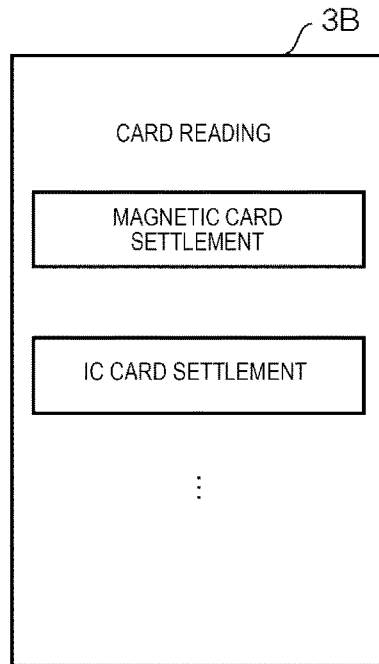 3B
CARD READING
MAGNETIC CARD
SETTLEMENT
IC CARD SETTLEMENT
⋮